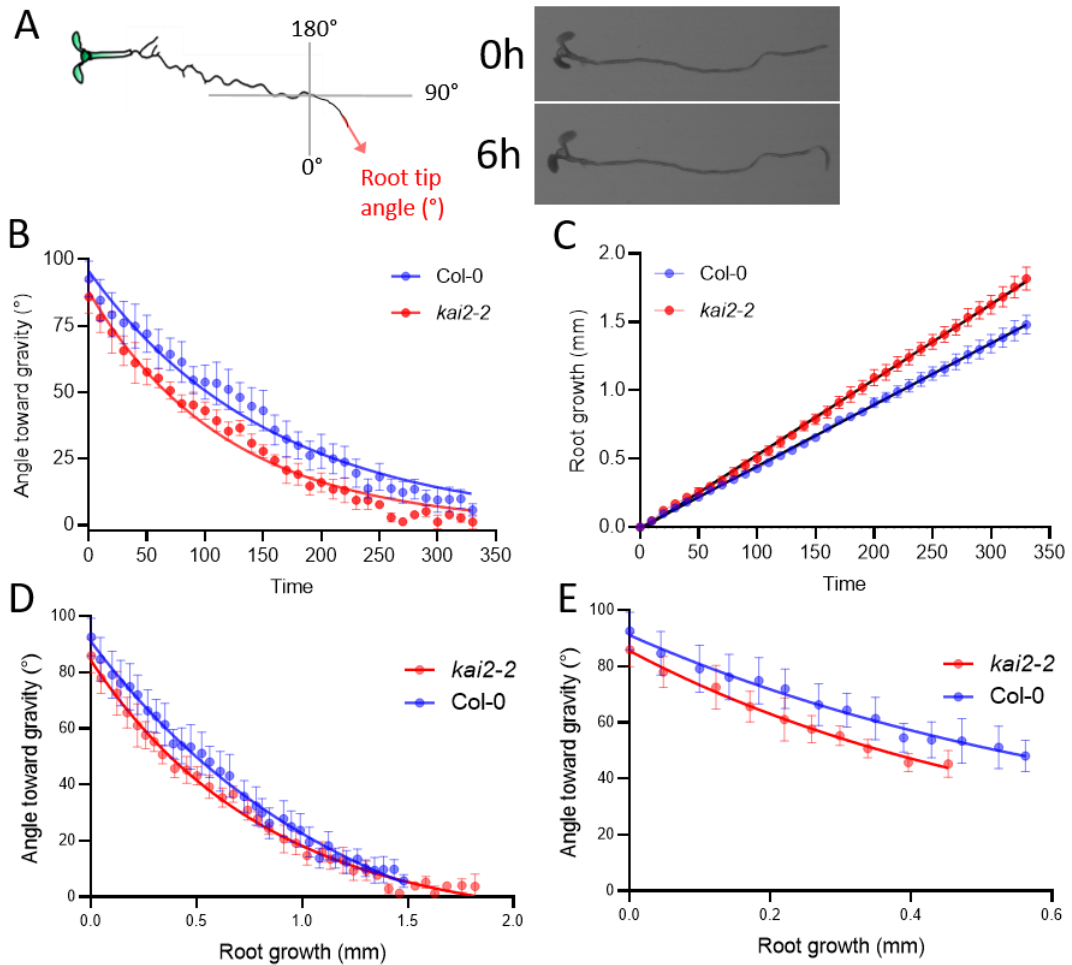 A
180°
90°
0°
Root tip
angle (°)
0h
6h
B
Angle toward gravity (°)
100
75
50
25
0
0 50 100 150 200 250 300 350
Time
Col-0
kai2-2
C
Root growth (mm)
2.0
1.5
1.0
0.5
0.0
0 50 100 150 200 250 300 350
Time
Col-0
kai2-2
D
Angle toward gravity (°)
100
80
60
40
20
0
0.0 0.5 1.0 1.5 2.0
Root growth (mm)
kai2-2
Col-0
E
Angle toward gravity (°)
100
80
60
40
20
0
0.0 0.2 0.4 0.6
Root growth (mm)
kai2-2
Col-0